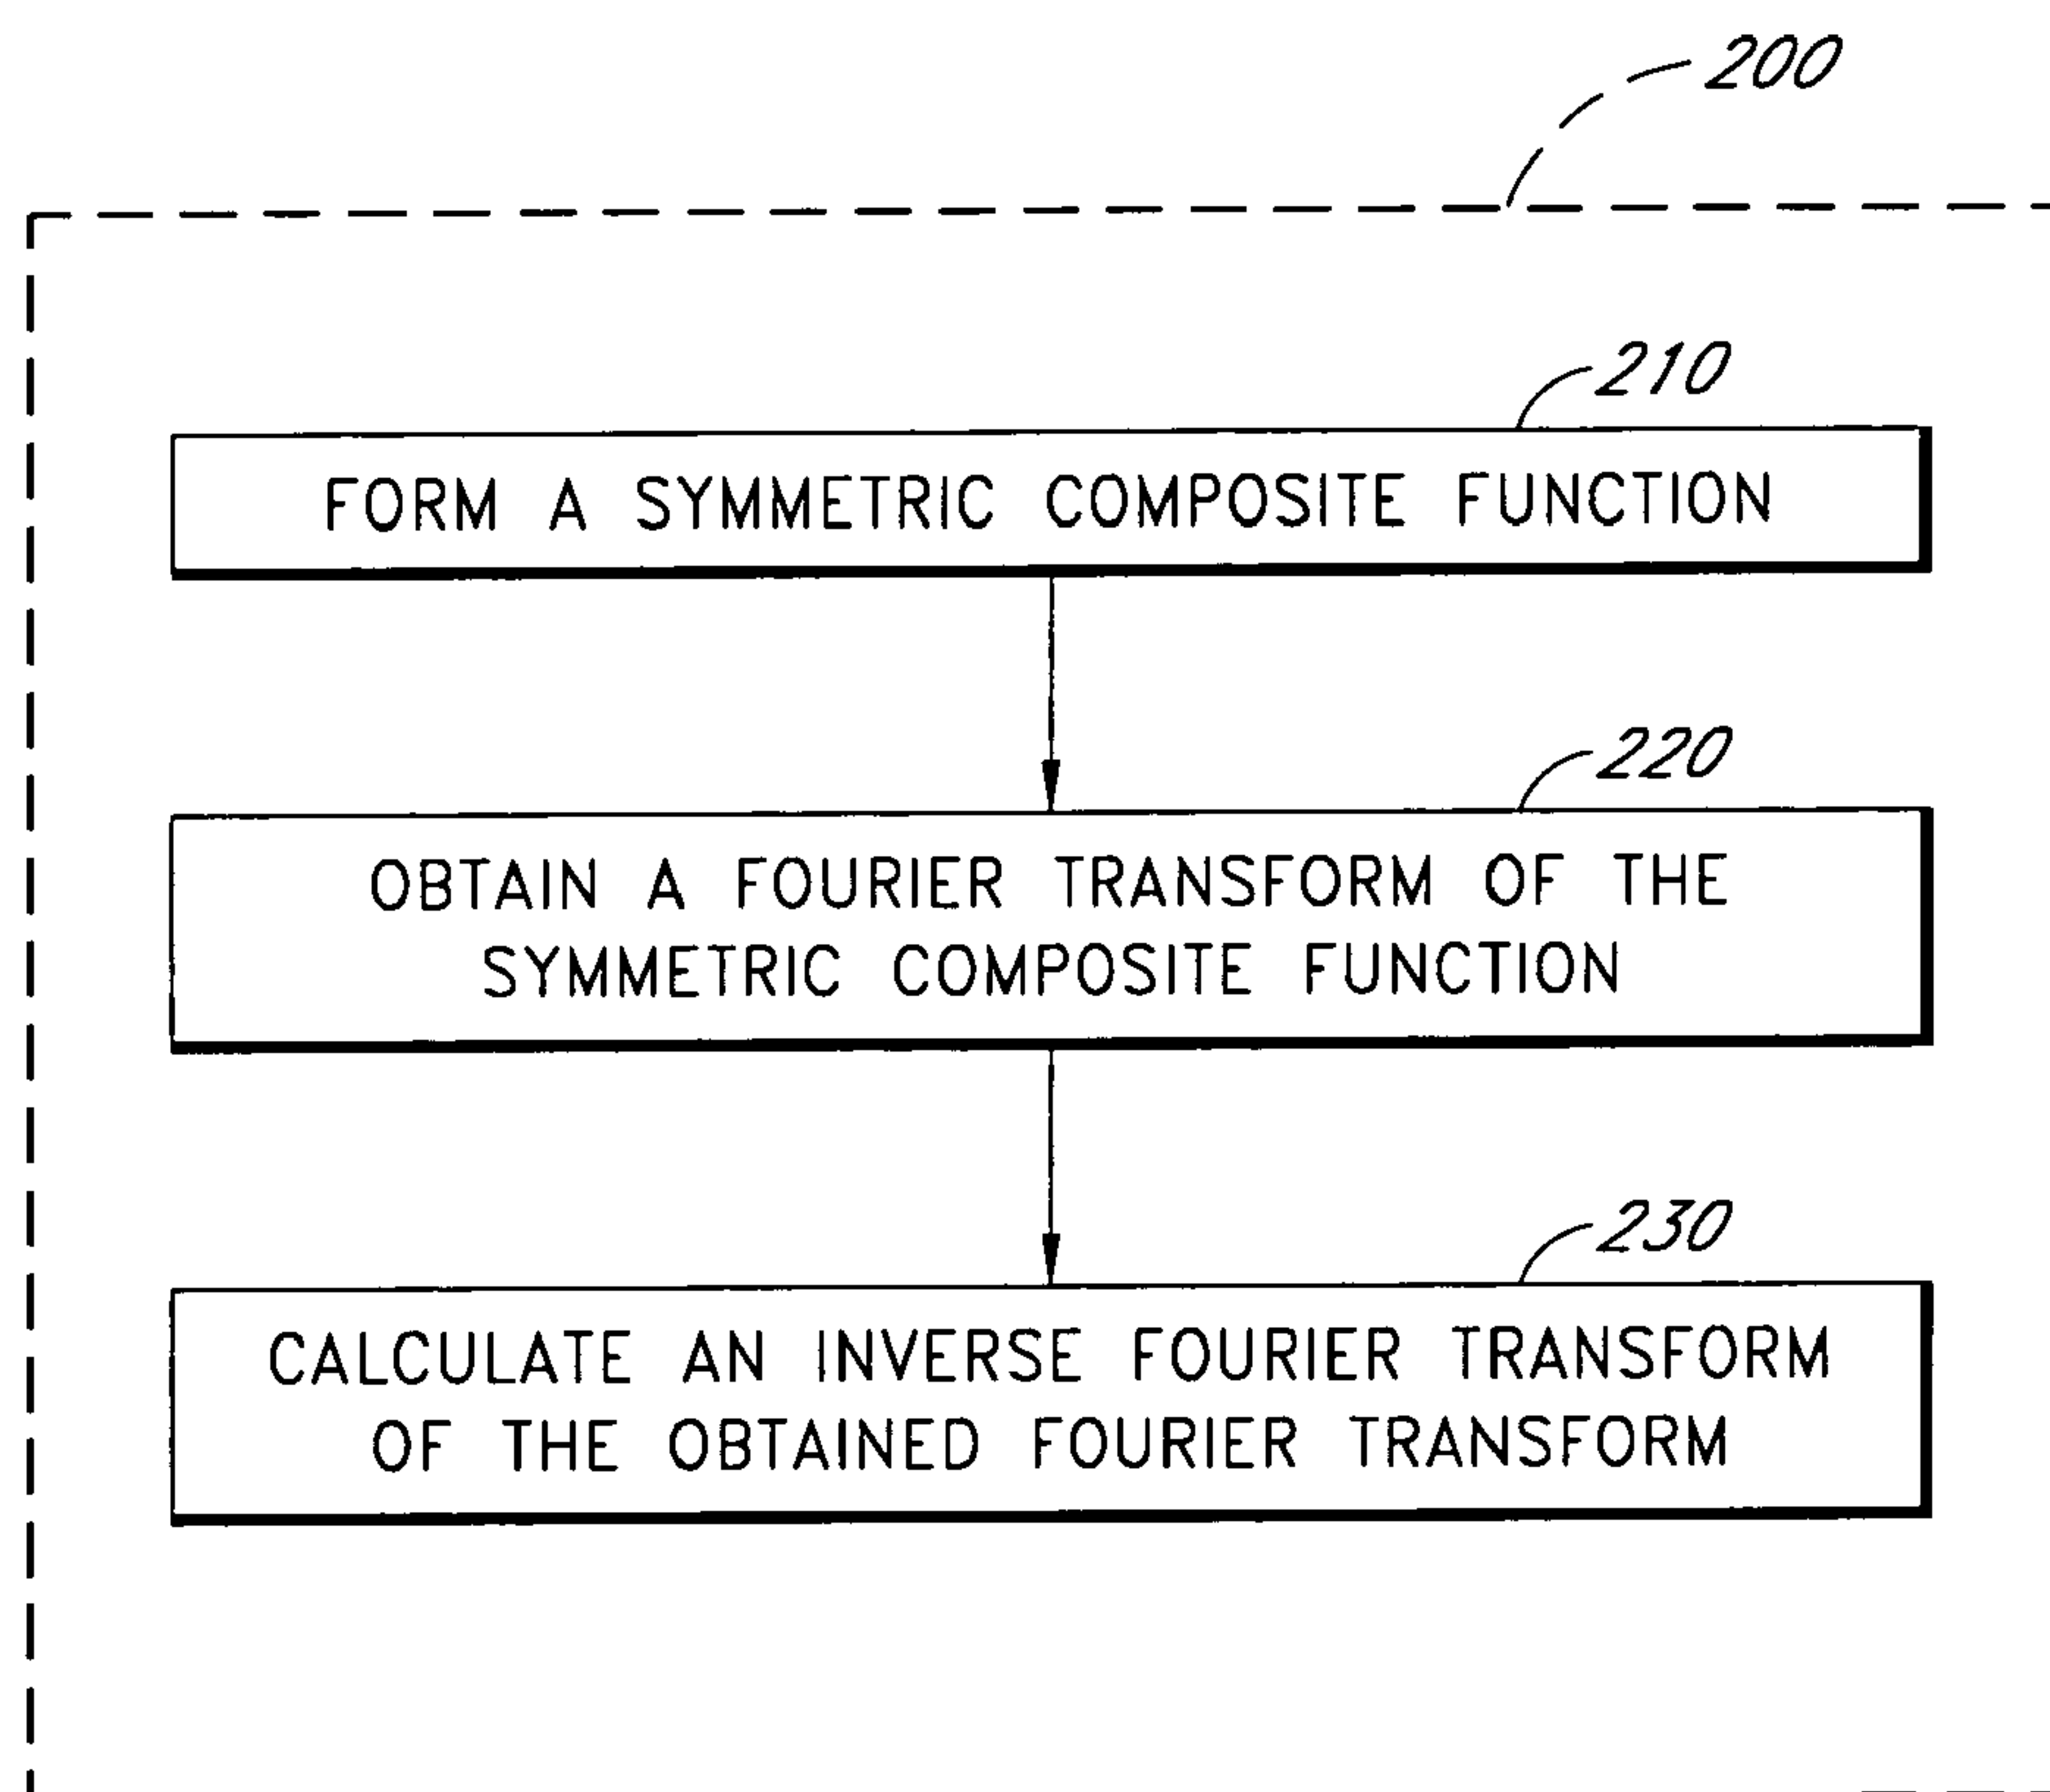 200
210
FORM A SYMMETRIC COMPOSITE FUNCTION
220
OBTAIN A FOURIER TRANSFORM OF THE
SYMMETRIC COMPOSITE FUNCTION
230
CALCULATE AN INVERSE FOURIER TRANSFORM
OF THE OBTAINED FOURIER TRANSFORM